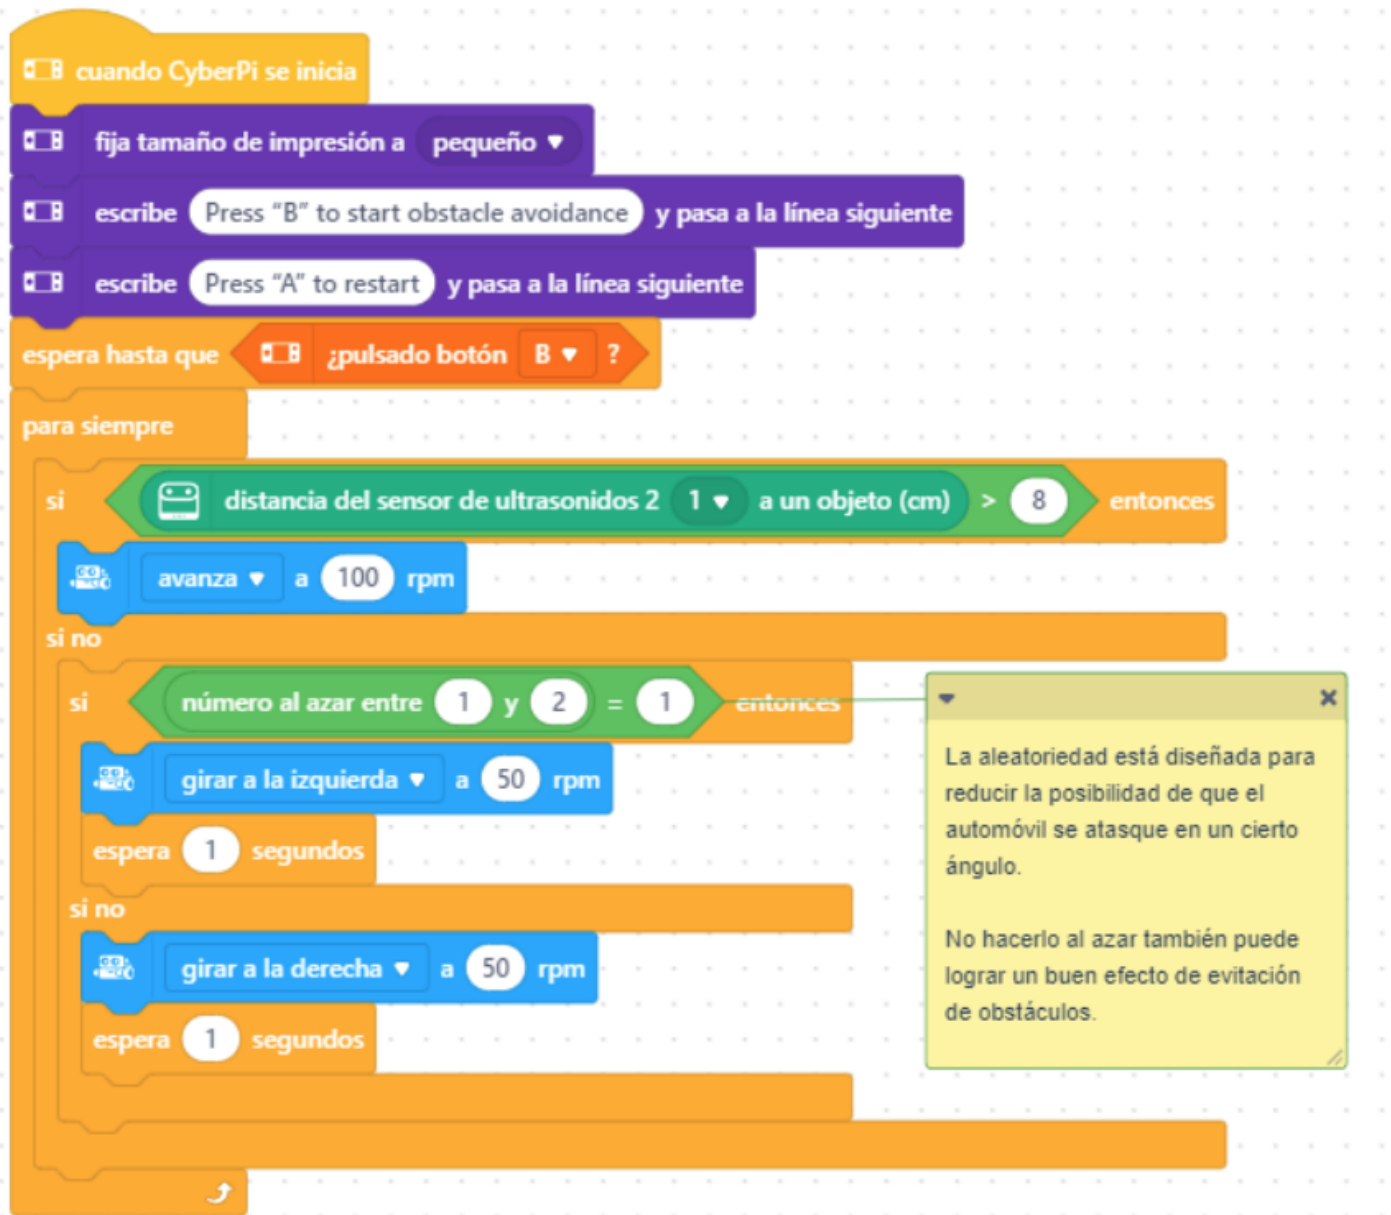 cuando CyberPi se inicia
fija tamaño de impresión a pequeño
escribe Press “B” to start obstacle avoidance y pasa a la línea siguiente
escribe Press “A” to restart y pasa a la línea siguiente
espera hasta que ¿pulsado botón B ?
para siempre
si distancia del sensor de ultrasonidos 2 1 a un objeto (cm) > 8 entonces
avanza a 100 rpm
si no
si número al azar entre 1 y 2 = 1 entonces
girar a la izquierda a 50 rpm
espera 1 segundos
si no
girar a la derecha a 50 rpm
espera 1 segundos
La aleatoriedad está diseñada para
reducir la posibilidad de que el
automóvil se atasque en un cierto
ángulo.
No hacerlo al azar también puede
lograr un buen efecto de evitación
de obstáculos.